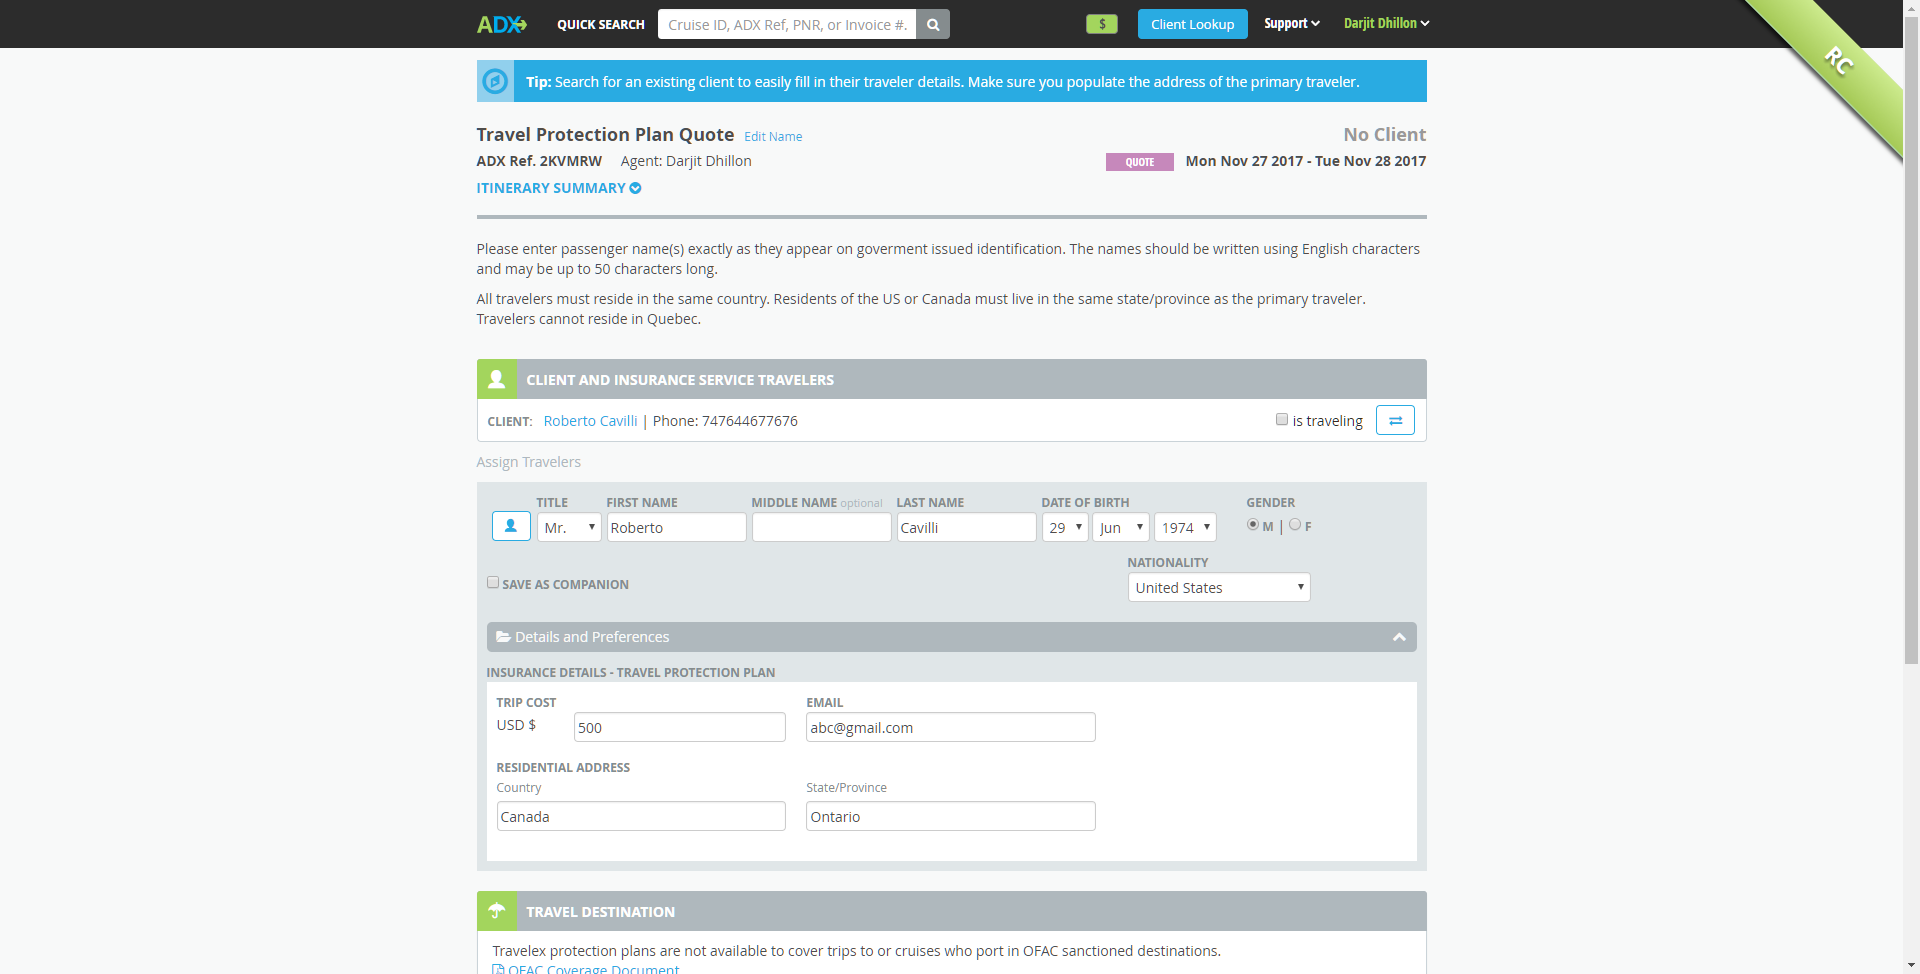 ADX QUICK SEARCH Cruise ID, ADX Ref, PNR, or Invoice #. $ Client Lookup Support Darjit Dhillon
RC
Tip: Search for an existing client to easily fill in their traveler details. Make sure you populate the address of the primary traveler.
Travel Protection Plan Quote Edit Name No Client
ADX Ref. 2KVMRW Agent: Darjit Dhillon QUOTE Mon Nov 27 2017 - Tue Nov 28 2017
ITINERARY SUMMARY
Please enter passenger name(s) exactly as they appear on goverment issued identification. The names should be written using English characters
and may be up to 50 characters long.
All travelers must reside in the same country. Residents of the US or Canada must live in the same state/province as the primary traveler.
Travelers cannot reside in Quebec.
CLIENT AND INSURANCE SERVICE TRAVELERS
CLIENT: Roberto Cavilli | Phone: 747644677676 is traveling
Assign Travelers
TITLE FIRST NAME MIDDLE NAME optional LAST NAME DATE OF BIRTH GENDER
Mr. Roberto Cavilli 29 Jun 1974 M | F
NATIONALITY
SAVE AS COMPANION United States
Details and Preferences
INSURANCE DETAILS - TRAVEL PROTECTION PLAN
TRIP COST EMAIL
USD $ 500 abc@gmail.com
RESIDENTIAL ADDRESS
Country State/Province
Canada Ontario
TRAVEL DESTINATION
Travelex protection plans are not available to cover trips to or cruises who port in OFAC sanctioned destinations.
OFAC Coverage Document